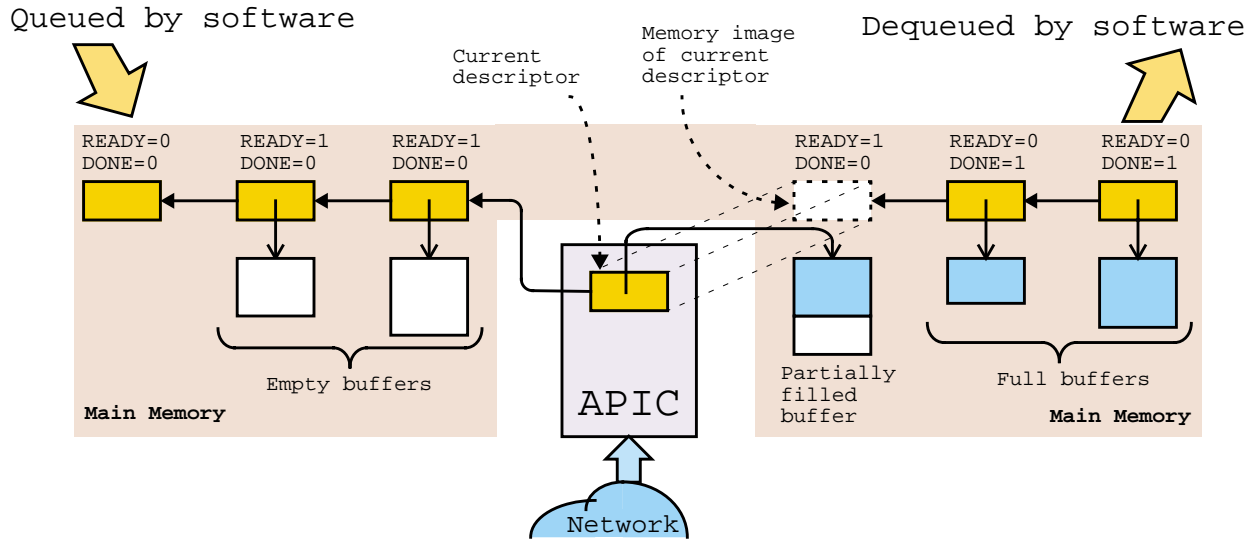 Queued by software
Dequeued by software
Current
descriptor
Memory image
of current
descriptor
READY=0
DONE=0
READY=1
DONE=0
READY=1
DONE=0
READY=1
DONE=0
READY=0
DONE=1
READY=0
DONE=1
Empty buffers
Main Memory
APIC
Partially
filled
buffer
Full buffers
Main Memory
Network